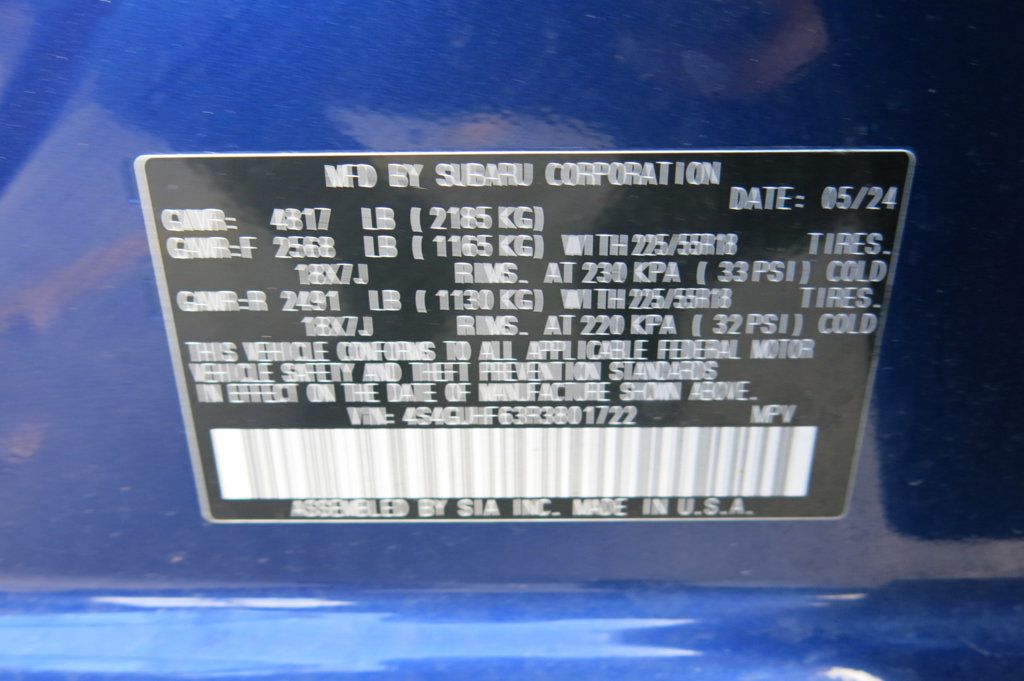 MFD BY SUBARU CORPORATION
DATE: 05/24
GVWR: 4817 LB (2185 KG)
GAWR:F 2568 LB (1165 KG) WITH 225/55R18 TIRES.
18X7J RIMS. AT 230 KPA (33 PSI) COLD
GAWR:R 2491 LB (1130 KG) WITH 225/55R18 TIRES.
18X7J RIMS. AT 220 KPA (32 PSI) COLD
THIS VEHICLE CONFORMS TO ALL APPLICABLE FEDERAL MOTOR
VEHICLE SAFETY AND THEFT PREVENTION STANDARDS
IN EFFECT ON THE DATE OF MANUFACTURE SHOWN ABOVE.
VIN: 4S4GUHF63R3801722 MPV
ASSEMBLED BY SIA INC. MADE IN U.S.A.